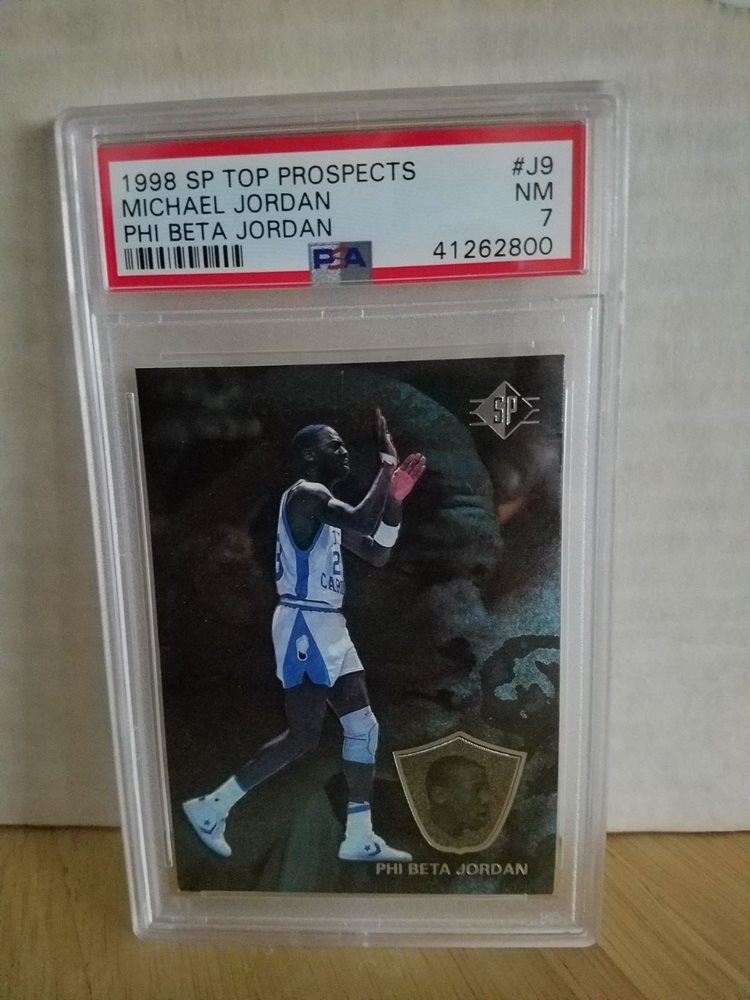 1998 SP TOP PROSPECTS #J9
MICHAEL JORDAN NM
PHI BETA JORDAN 7
PSA 41262800
SP
PHI BETA JORDAN